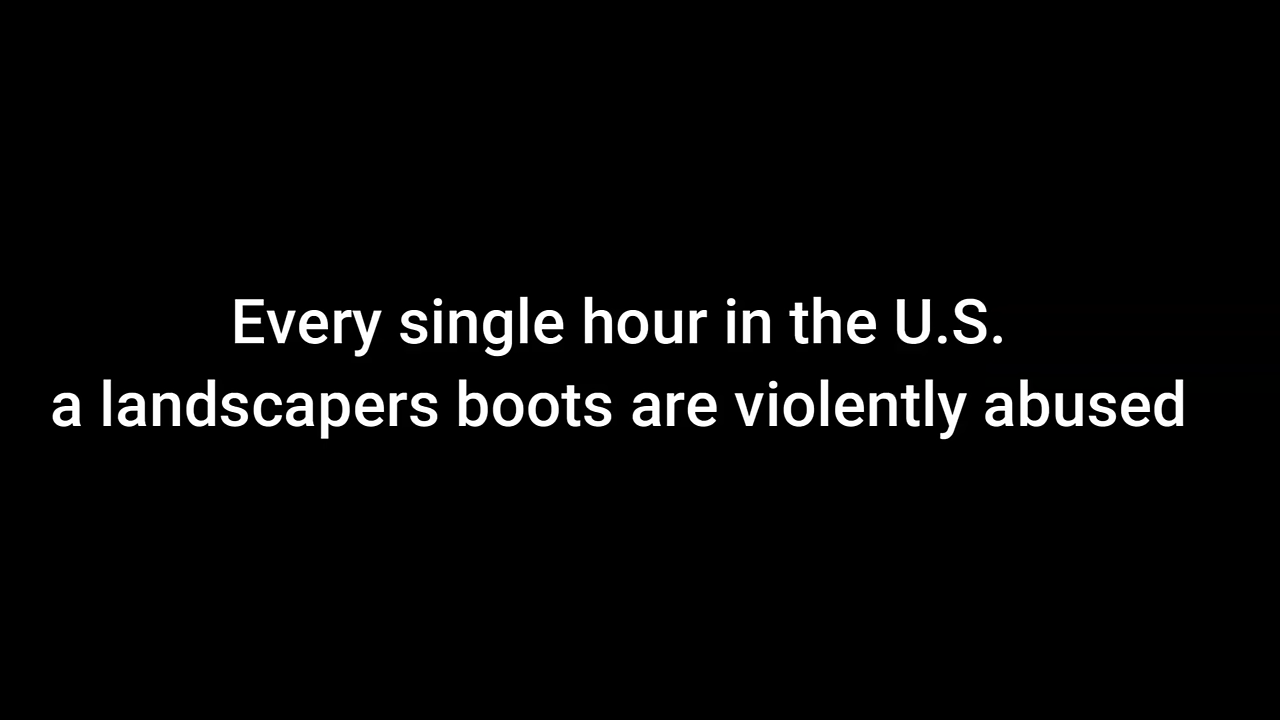 Every single hour in the U.S.
a landscapers boots are violently abused